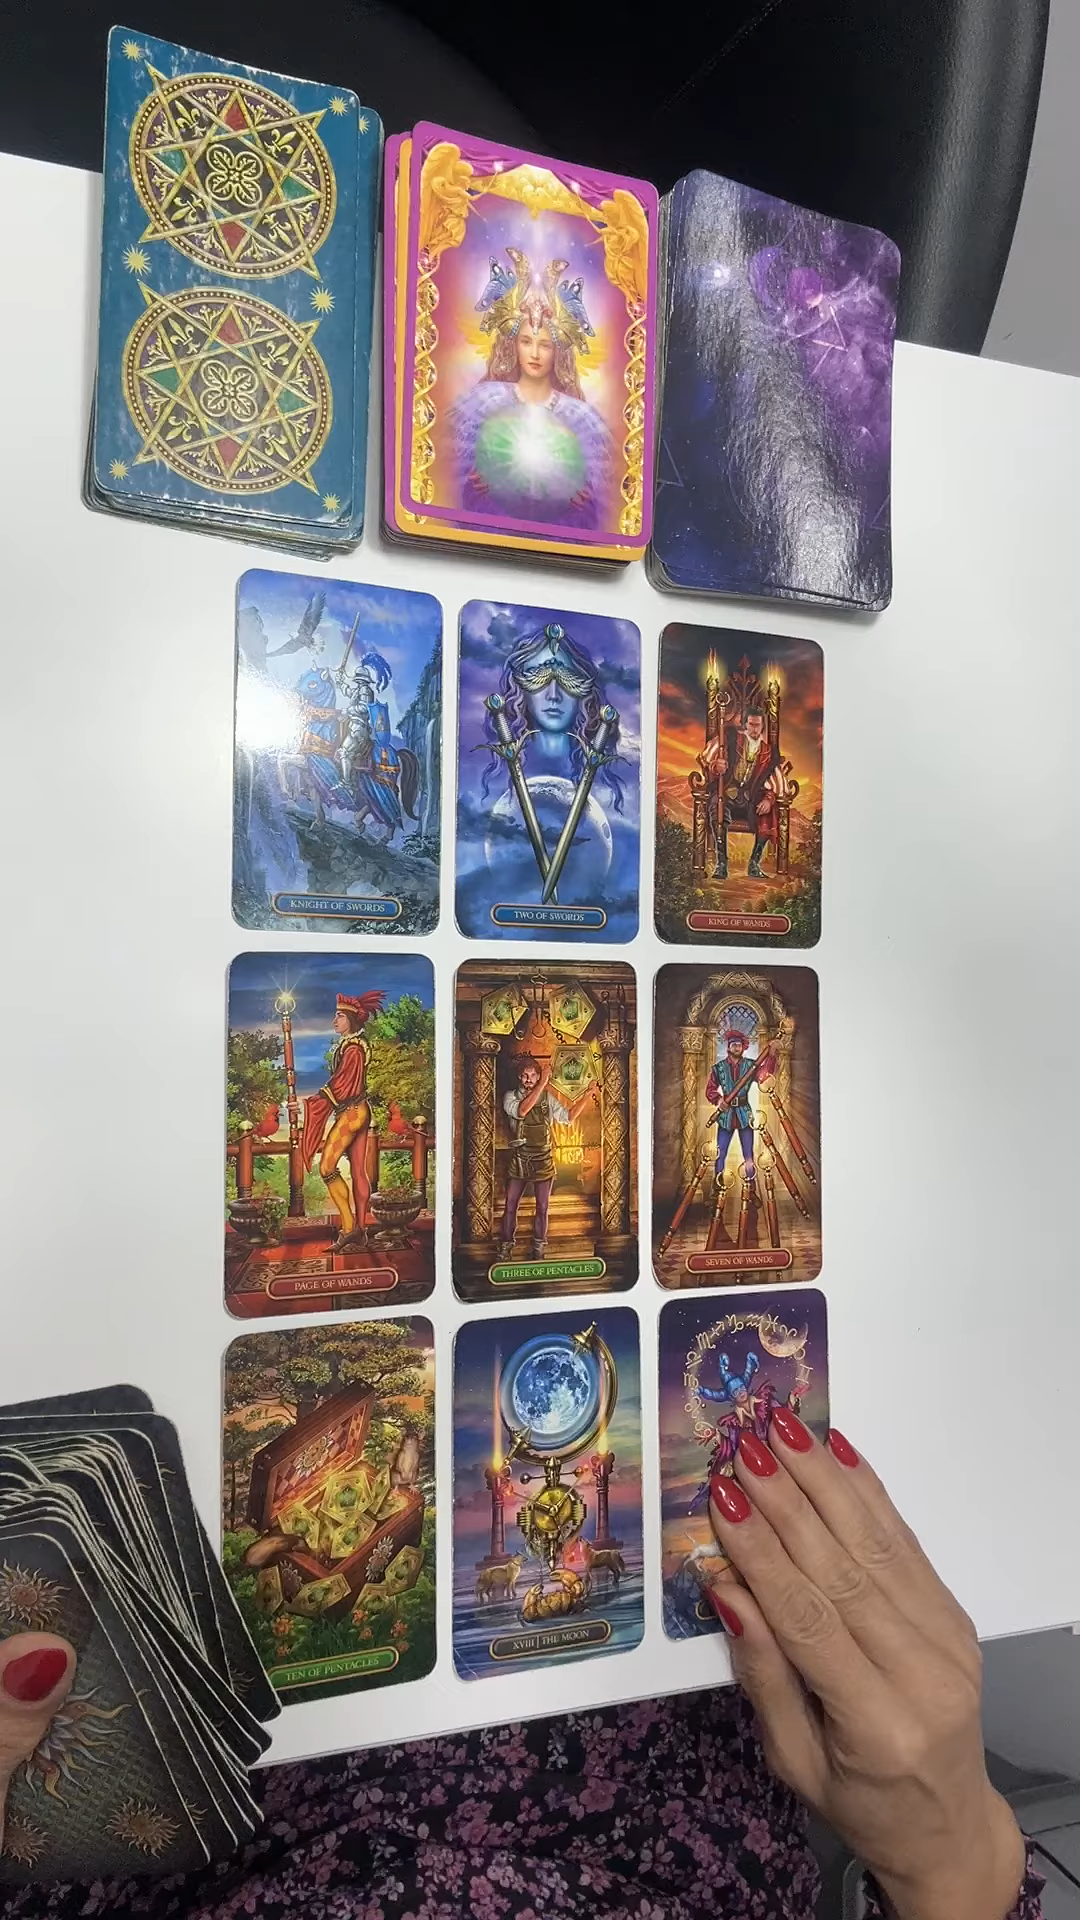 KNIGHT OF SWORDS
TWO OF SWORDS
KING OF WANDS
PAGE OF WANDS
THREE OF PENTACLES
SEVEN OF WANDS
TEN OF PENTACLES
XVIII | THE MOON